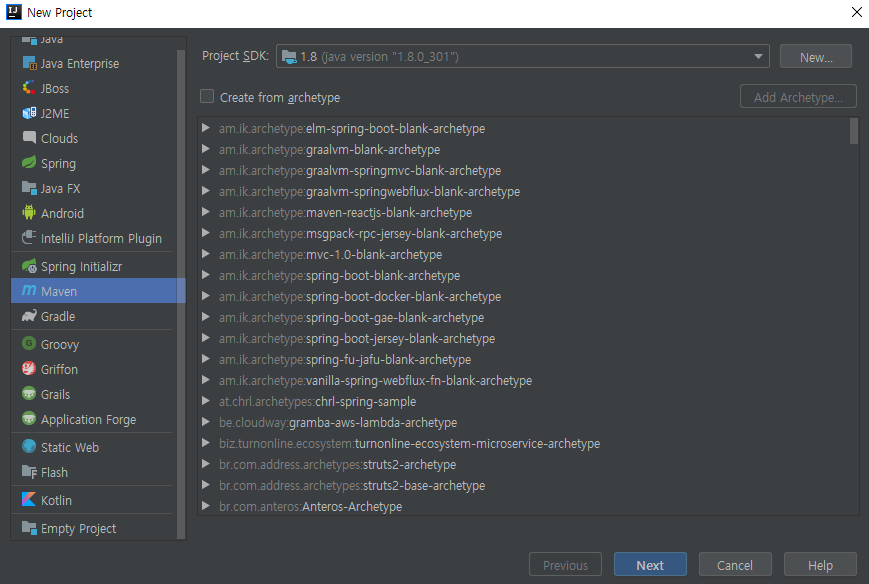 New Project
Java
Java Enterprise
JBoss
J2ME
Clouds
Spring
Java FX
Android
IntelliJ Platform Plugin
Spring Initializr
Maven
Gradle
Groovy
Griffon
Grails
Application Forge
Static Web
Flash
Kotlin
Empty Project
Project SDK: 1.8 (java version "1.8.0_301") New...
Create from archetype Add Archetype...
am.ik.archetype:elm-spring-boot-blank-archetype
am.ik.archetype:graalvm-blank-archetype
am.ik.archetype:graalvm-springmvc-blank-archetype
am.ik.archetype:graalvm-springwebflux-blank-archetype
am.ik.archetype:maven-reactjs-blank-archetype
am.ik.archetype:msgpack-rpc-jersey-blank-archetype
am.ik.archetype:mvc-1.0-blank-archetype
am.ik.archetype:spring-boot-blank-archetype
am.ik.archetype:spring-boot-docker-blank-archetype
am.ik.archetype:spring-boot-gae-blank-archetype
am.ik.archetype:spring-boot-jersey-blank-archetype
am.ik.archetype:spring-fu-jafu-blank-archetype
am.ik.archetype:vanilla-spring-webflux-fn-blank-archetype
at.chrl.archetypes:chrl-spring-sample
be.cloudway:gramba-aws-lambda-archetype
biz.turnonline.ecosystem:turnonline-ecosystem-microservice-archetype
br.com.address.archetypes:struts2-archetype
br.com.address.archetypes:struts2-base-archetype
br.com.anteros:Anteros-Archetype
Previous Next Cancel Help